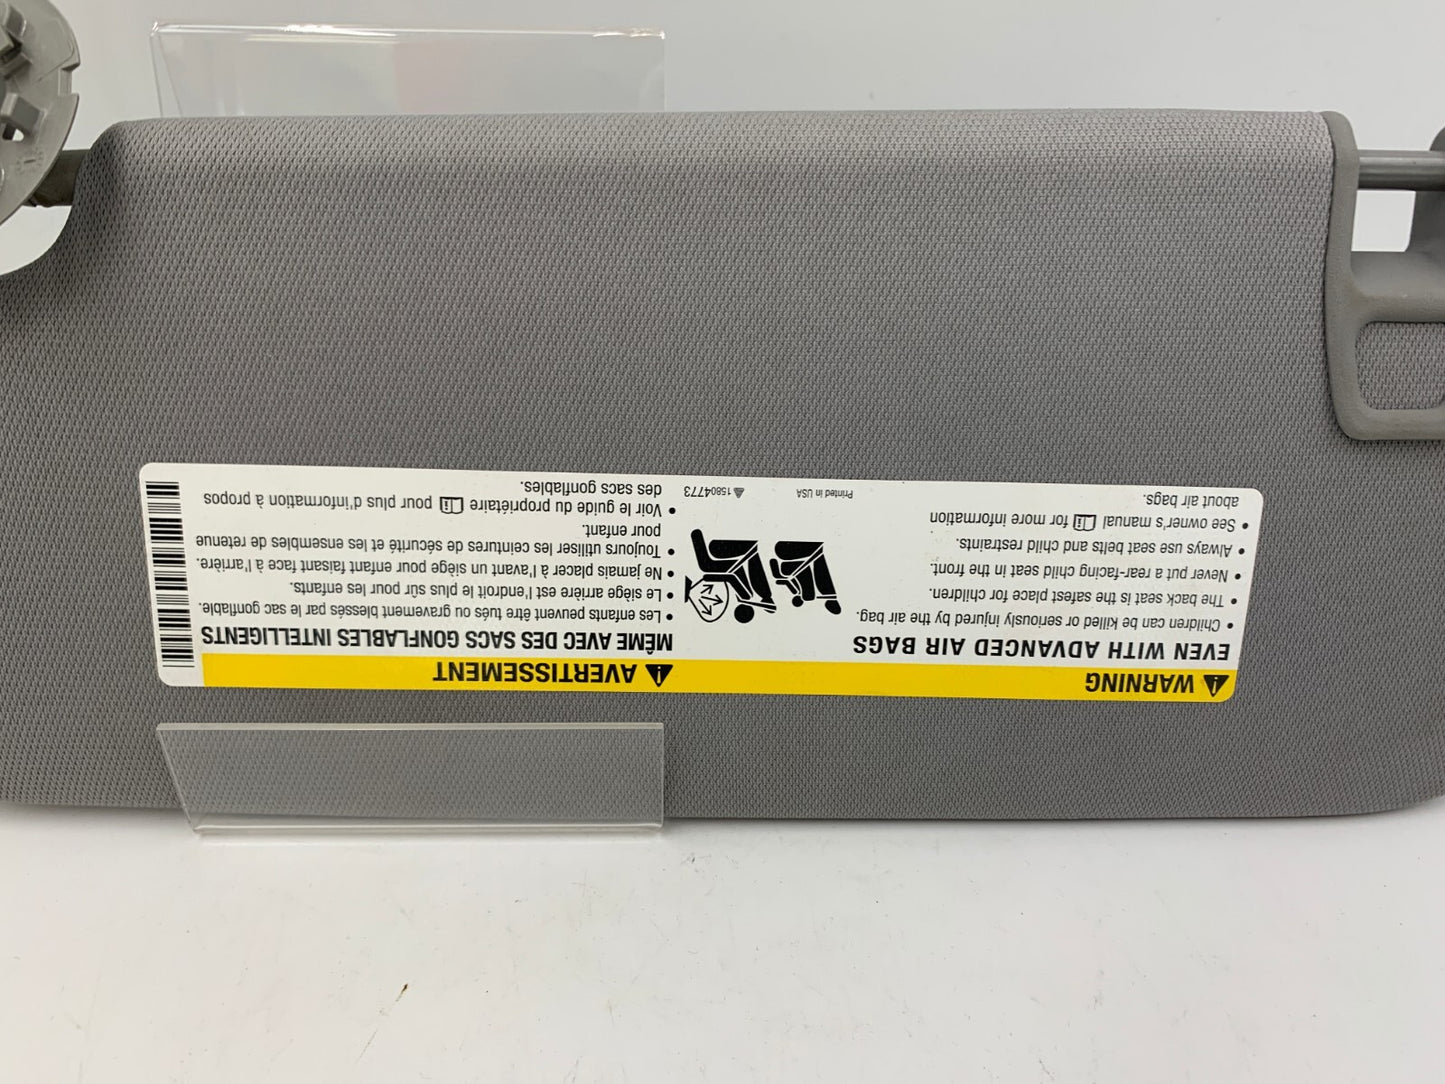 WARNING
EVEN WITH ADVANCED AIR BAGS
• Children can be killed or seriously injured by the air bag.
• The back seat is the safest place for children.
• Never put a rear-facing child seat in the front.
• Always use seat belts and child restraints.
• See owner's manual for more information
about air bags.
Printed in USA
15804773
AVERTISSEMENT
MÊME AVEC DES SACS GONFLABLES INTELLIGENTS
• Les enfants peuvent être tués ou gravement blessés par le sac gonflable.
• Le siège arrière est l'endroit le plus sûr pour les enfants.
• Ne jamais placer à l'avant un siège pour enfant faisant face à l'arrière.
• Toujours utiliser les ceintures de sécurité et les ensembles de retenue
pour enfant.
• Voir le guide du propriétaire pour plus d'information à propos
des sacs gonflables.